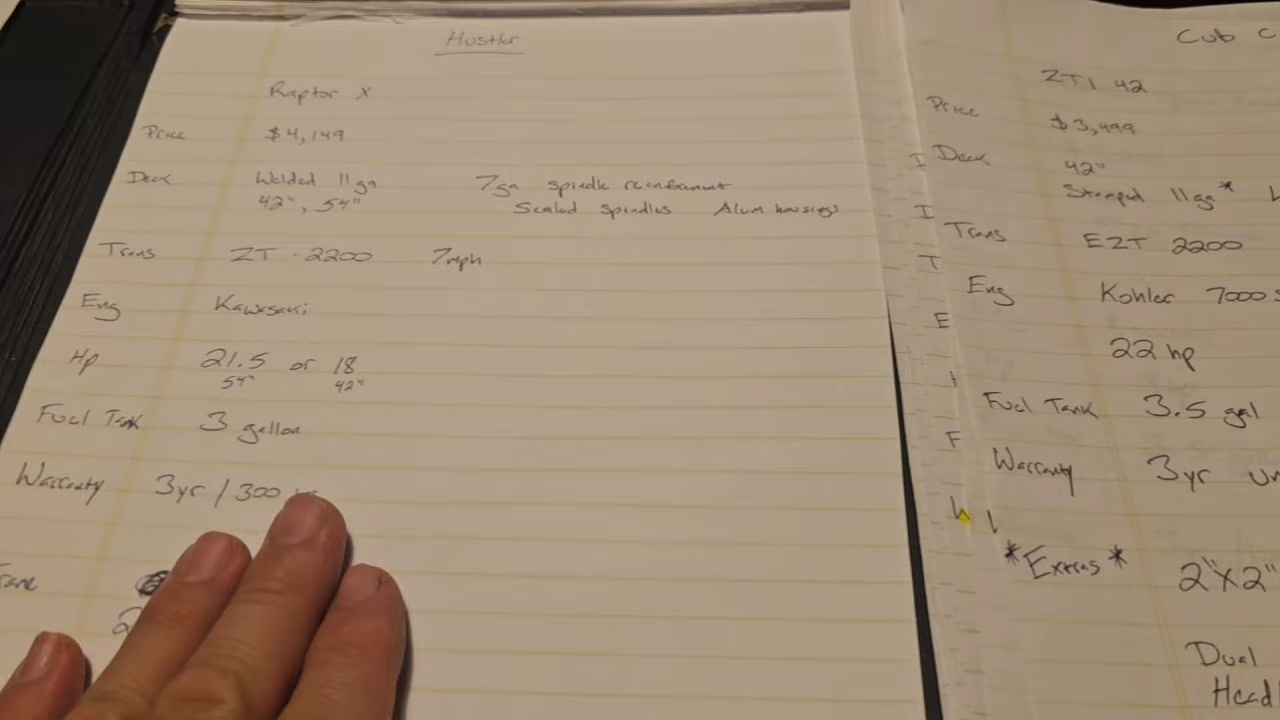 Hustler
Raptor X
Price $4,149
Deck Welded 11ga 7ga spindle reinforcement
42", 54" Sealed Spindles Alum housings
Trans ZT-2200 7mph
Eng Kawasaki
Hp 21.5 or 18
54" 42"
Fuel Tank 3 gallon
Warranty 3yr / 300
Cub C
ZT1 42
Price $3,499
Deck 42"
Stamped 11ga*
Trans EZT 2200
Eng Kohler 7000
22 hp
Fuel Tank 3.5 gal
Warranty 3yr
*Extras* 2"x2"
Dual
Head